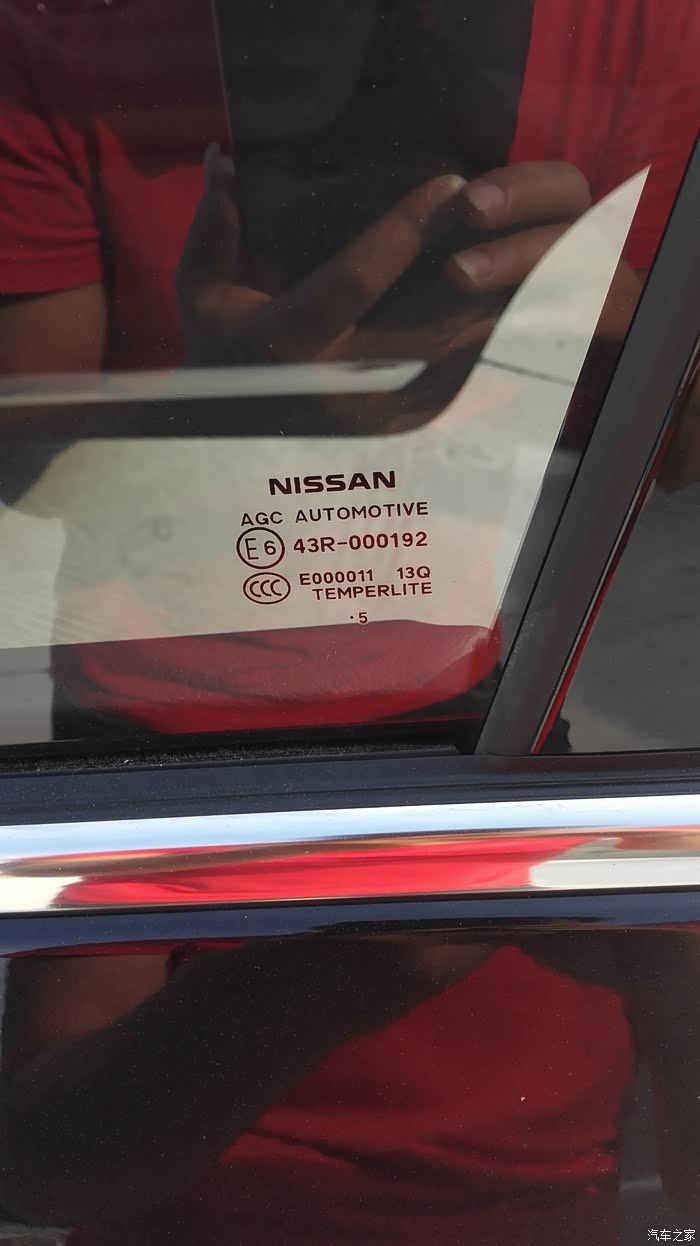 NISSAN
AGC AUTOMOTIVE
E6 43R-000192
CCC E000011 13Q
TEMPERLITE
·5
汽车之家